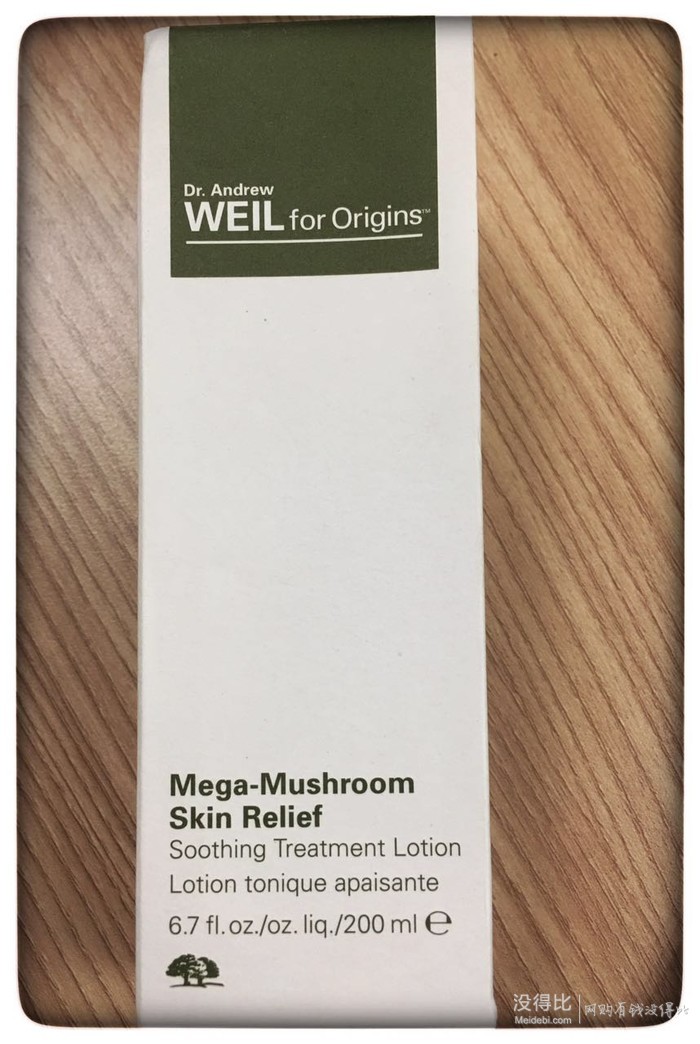 Dr. Andrew
WEIL for Origins™
Mega-Mushroom
Skin Relief
Soothing Treatment Lotion
Lotion tonique apaisante
6.7 fl. oz./oz. liq./200 ml ℮
没得比
Meidebi.com
网购有钱没得比